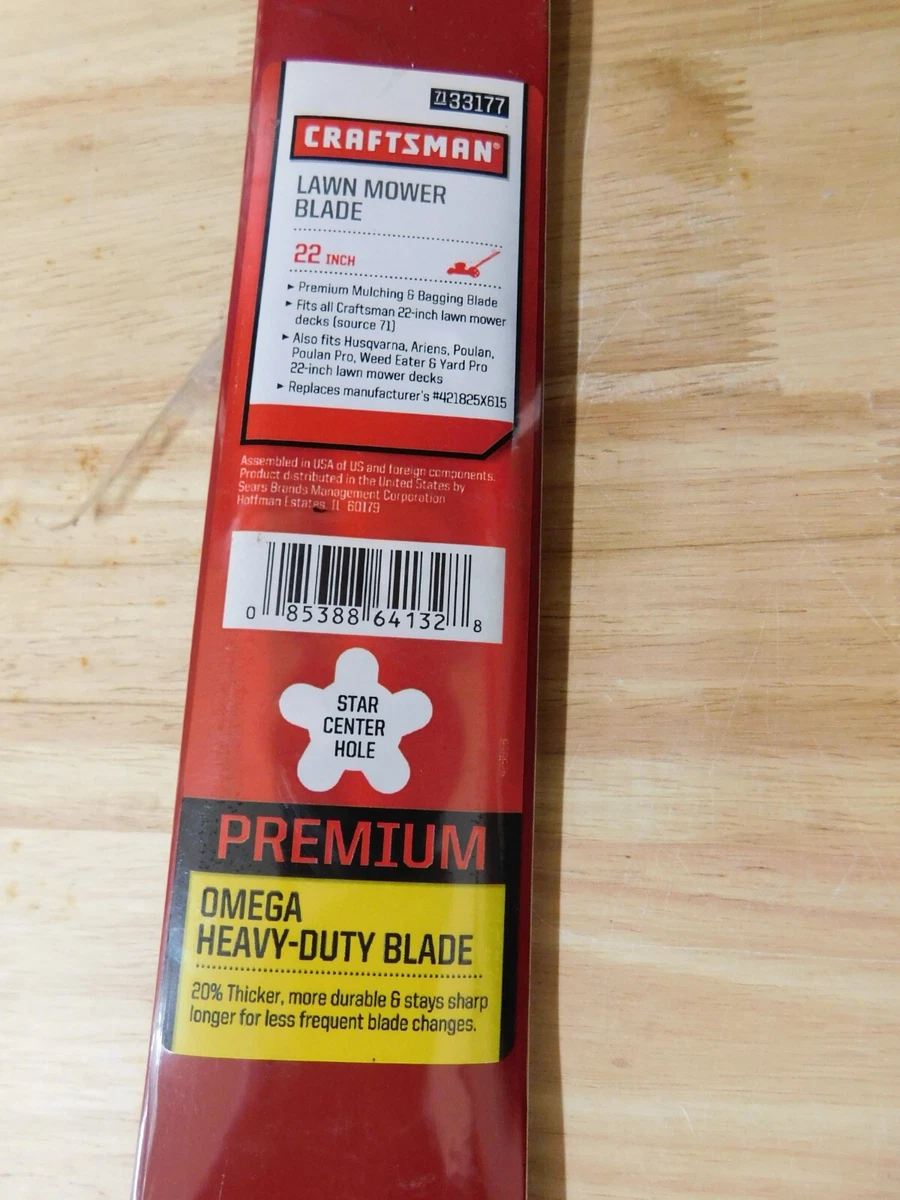 71 33177
CRAFTSMAN®
LAWN MOWER
BLADE
22 INCH
▸ Premium Mulching & Bagging Blade
▸ Fits all Craftsman 22-inch lawn mower
decks (source 71)
▸ Also fits Husqvarna, Ariens, Poulan,
Poulan Pro, Weed Eater & Yard Pro
22-inch lawn mower decks
▸ Replaces manufacturer's #421825X615
Assembled in USA of US and foreign components.
Product distributed in the United States by
Sears Brands Management Corporation
Hoffman Estates, IL 60179
0 85388 64132 8
STAR
CENTER
HOLE
PREMIUM
OMEGA
HEAVY-DUTY BLADE
20% Thicker, more durable & stays sharp
longer for less frequent blade changes.